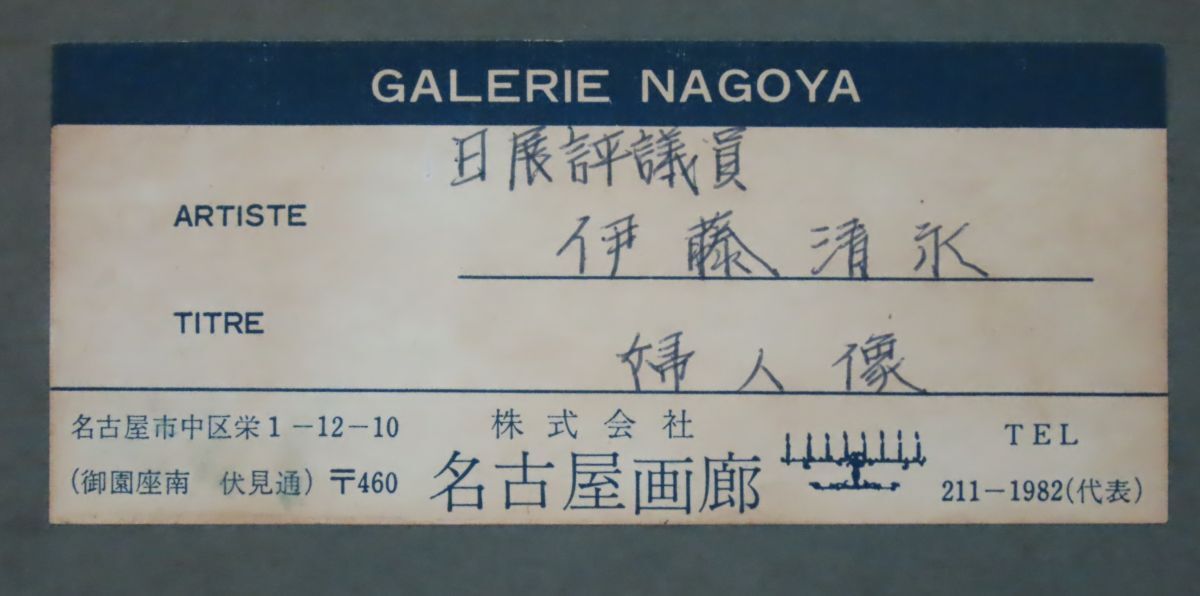 GALERIE NAGOYA
日展評議員
ARTISTE 伊藤清永
TITRE 婦人像
名古屋市中区栄1-12-10
(御園座南 伏見通) 〒460
株式会社
名古屋画廊
TEL
211-1982(代表)